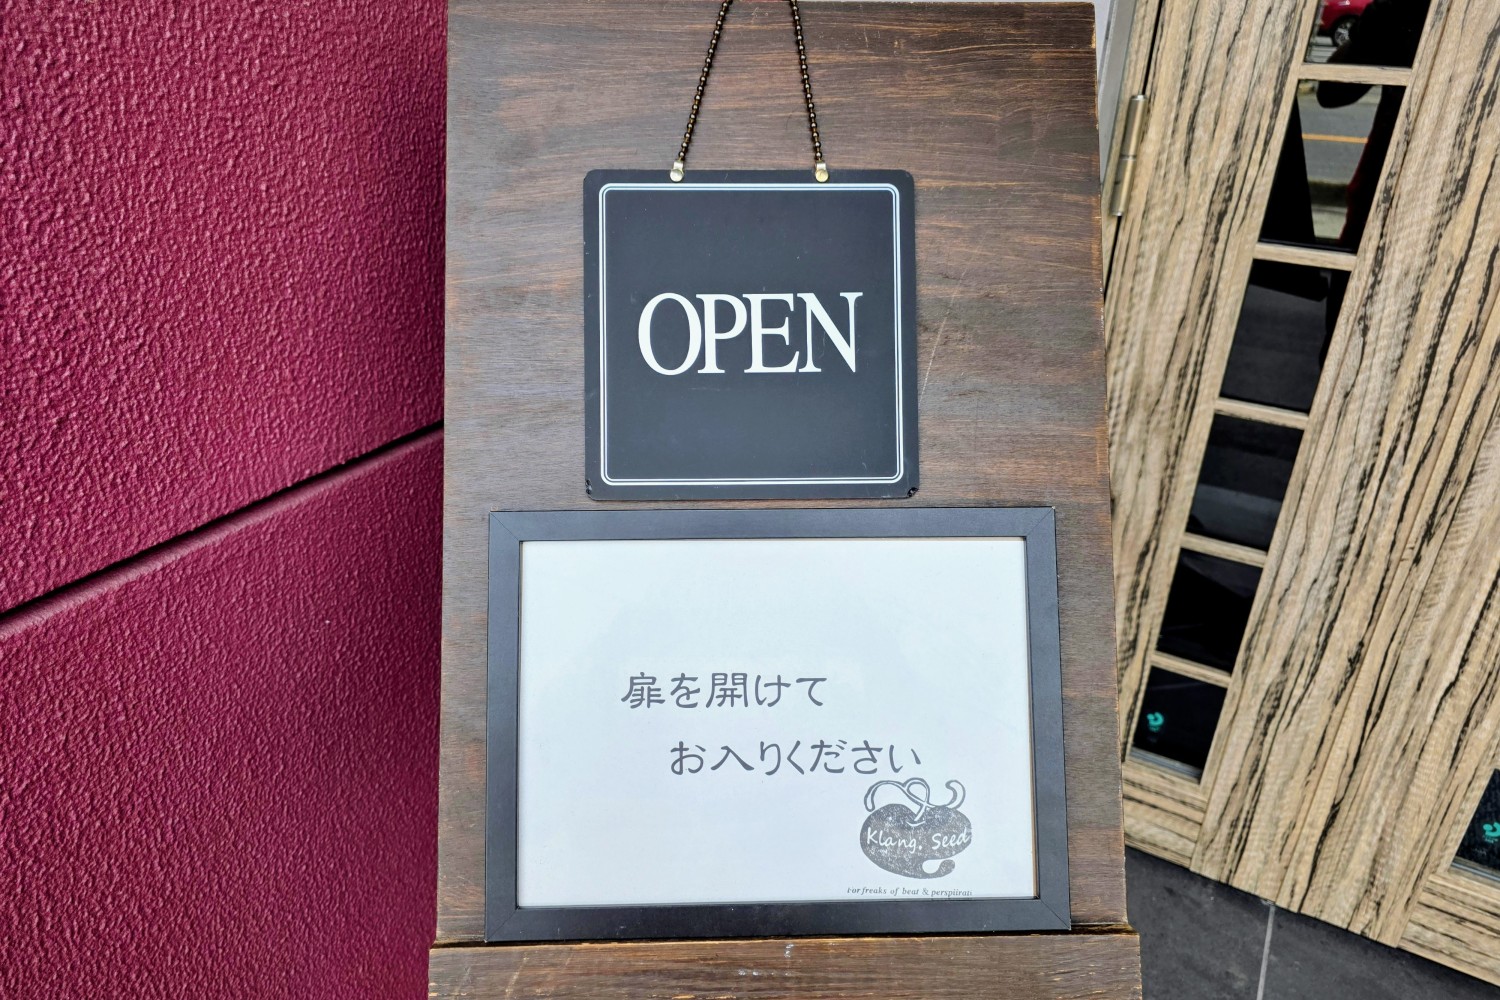 OPEN
扉を開けて
お入りください
Klang. Seed
For freaks of beat &